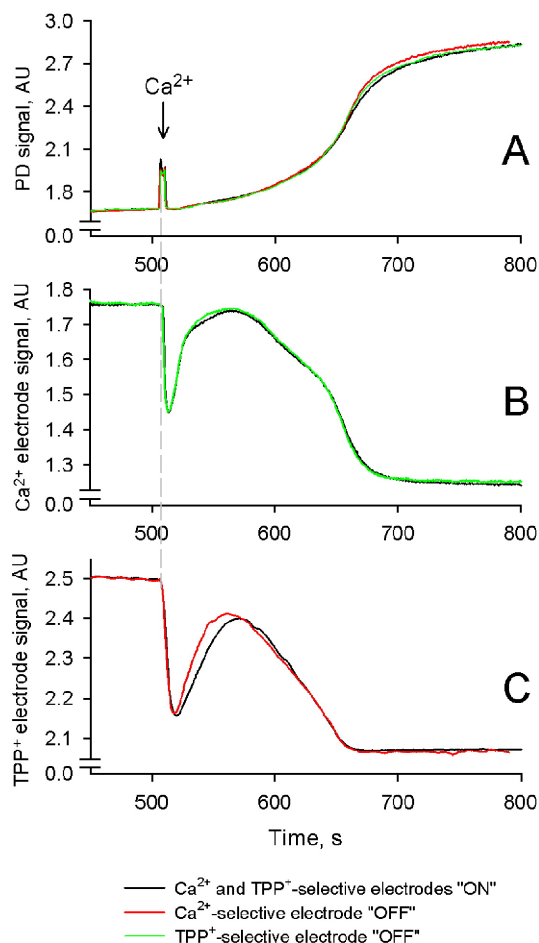 3.0
2.7
2.4
2.1
1.8
0.0
PD signal, AU
Ca2+
A
500 600 700 800
1.8
1.7
1.6
1.5
1.4
1.3
0.0
Ca2+ electrode signal, AU
B
500 600 700 800
2.5
2.4
2.3
2.2
2.1
0.0
TPP+ electrode signal, AU
C
500 600 700 800
Time, s
Ca2+ and TPP+-selective electrodes "ON"
Ca2+-selective electrode "OFF"
TPP+-selective electrode "OFF"